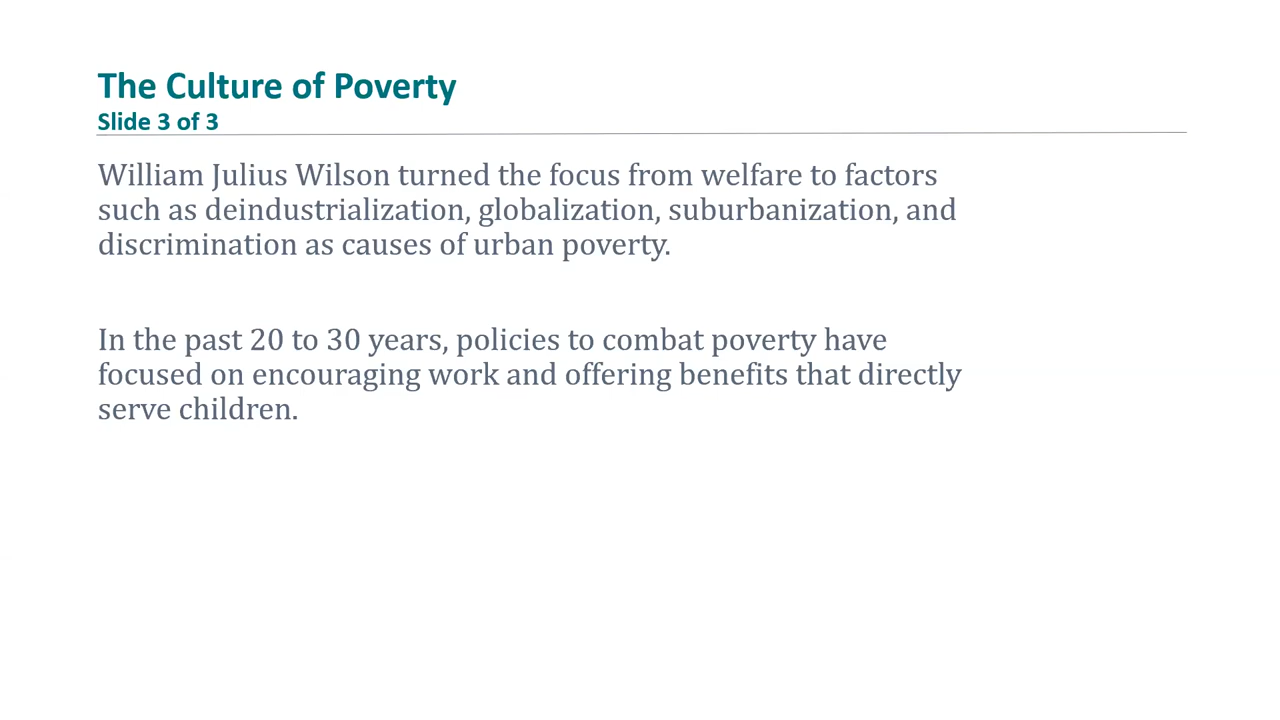 The Culture of Poverty
Slide 3 of 3
William Julius Wilson turned the focus from welfare to factors
such as deindustrialization, globalization, suburbanization, and
discrimination as causes of urban poverty.
In the past 20 to 30 years, policies to combat poverty have
focused on encouraging work and offering benefits that directly
serve children.